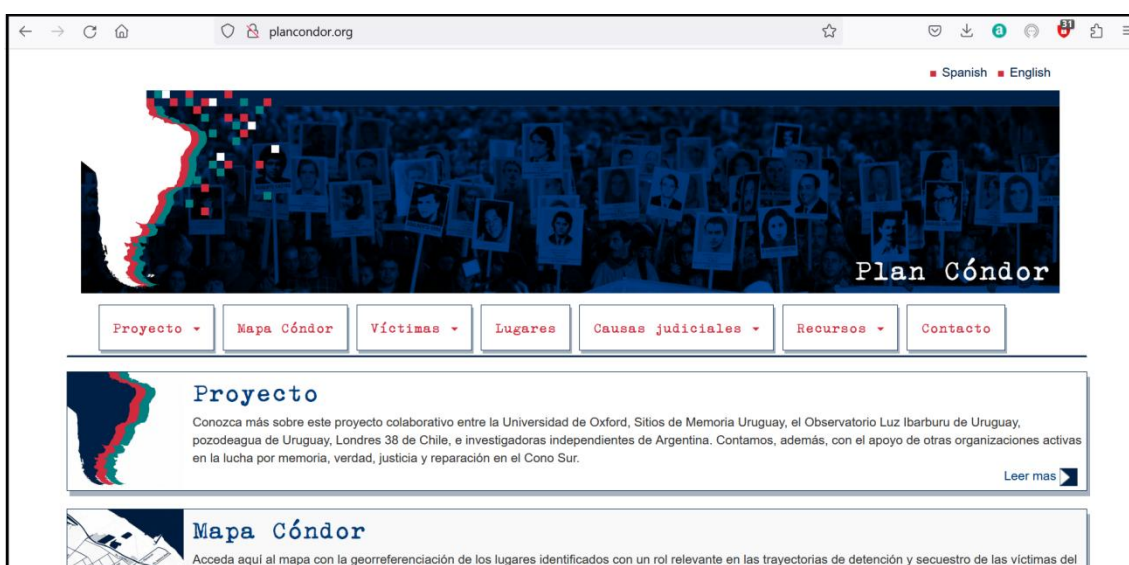 plancondor.org
31
a
Spanish English
Plan Cóndor
Proyecto
Mapa Cóndor
Víctimas
Lugares
Causas judiciales
Recursos
Contacto
Proyecto
Conozca más sobre este proyecto colaborativo entre la Universidad de Oxford, Sitios de Memoria Uruguay, el Observatorio Luz Ibarburu de Uruguay,
pozodeagua de Uruguay, Londres 38 de Chile, e investigadoras independientes de Argentina. Contamos, además, con el apoyo de otras organizaciones activas
en la lucha por memoria, verdad, justicia y reparación en el Cono Sur.
Leer mas
Mapa Cóndor
Acceda aquí al mapa con la georreferenciación de los lugares identificados con un rol relevante en las trayectorias de detención y secuestro de las víctimas del